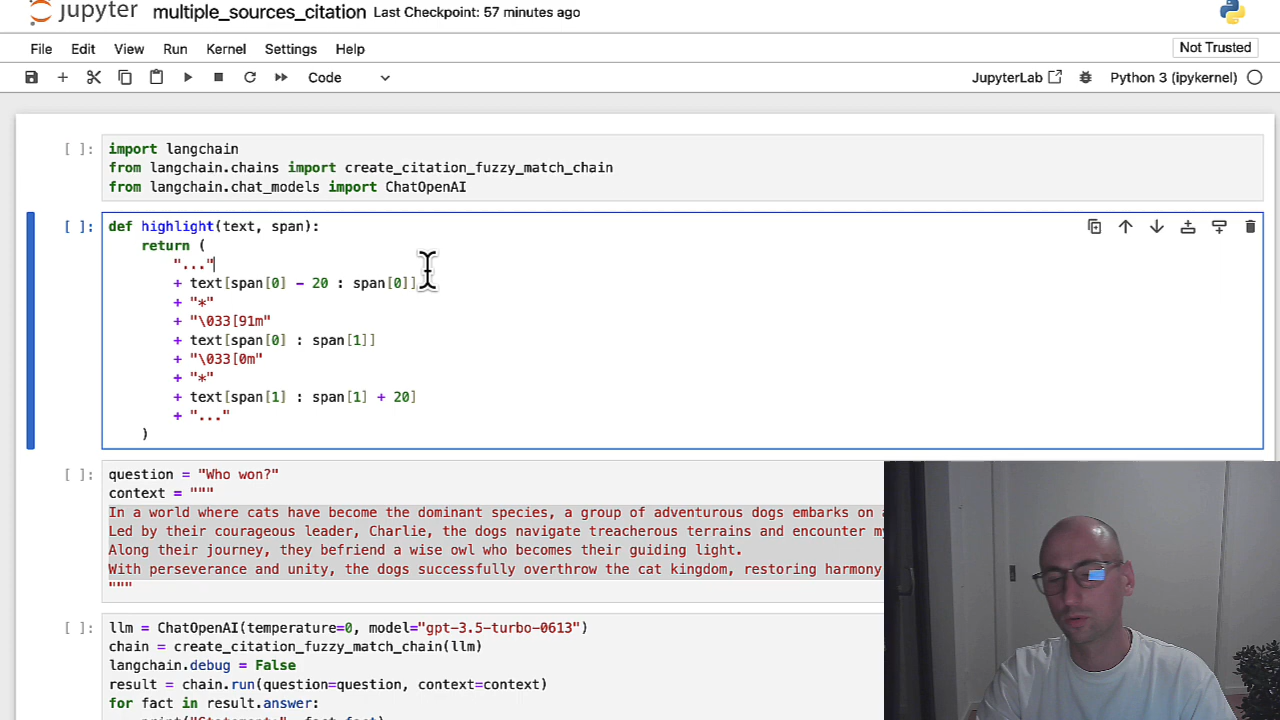 jupyter multiple_sources_citation Last Checkpoint: 57 minutes ago
File Edit View Run Kernel Settings Help Not Trusted
Code JupyterLab Python 3 (ipykernel)
[ ]: import langchain
from langchain.chains import create_citation_fuzzy_match_chain
from langchain.chat_models import ChatOpenAI
[ ]: def highlight(text, span):
return (
"..."
+ text[span[0] - 20 : span[0]]
+ "*"
+ "\033[91m"
+ text[span[0] : span[1]]
+ "\033[0m"
+ "*"
+ text[span[1] : span[1] + 20]
+ "..."
)
[ ]: question = "Who won?"
context = """
In a world where cats have become the dominant species, a group of adventurous dogs embarks on
Led by their courageous leader, Charlie, the dogs navigate treacherous terrains and encounter
Along their journey, they befriend a wise owl who becomes their guiding light.
With perseverance and unity, the dogs successfully overthrow the cat kingdom, restoring harmony
"""
[ ]: llm = ChatOpenAI(temperature=0, model="gpt-3.5-turbo-0613")
chain = create_citation_fuzzy_match_chain(llm)
langchain.debug = False
result = chain.run(question=question, context=context)
for fact in result.answer: